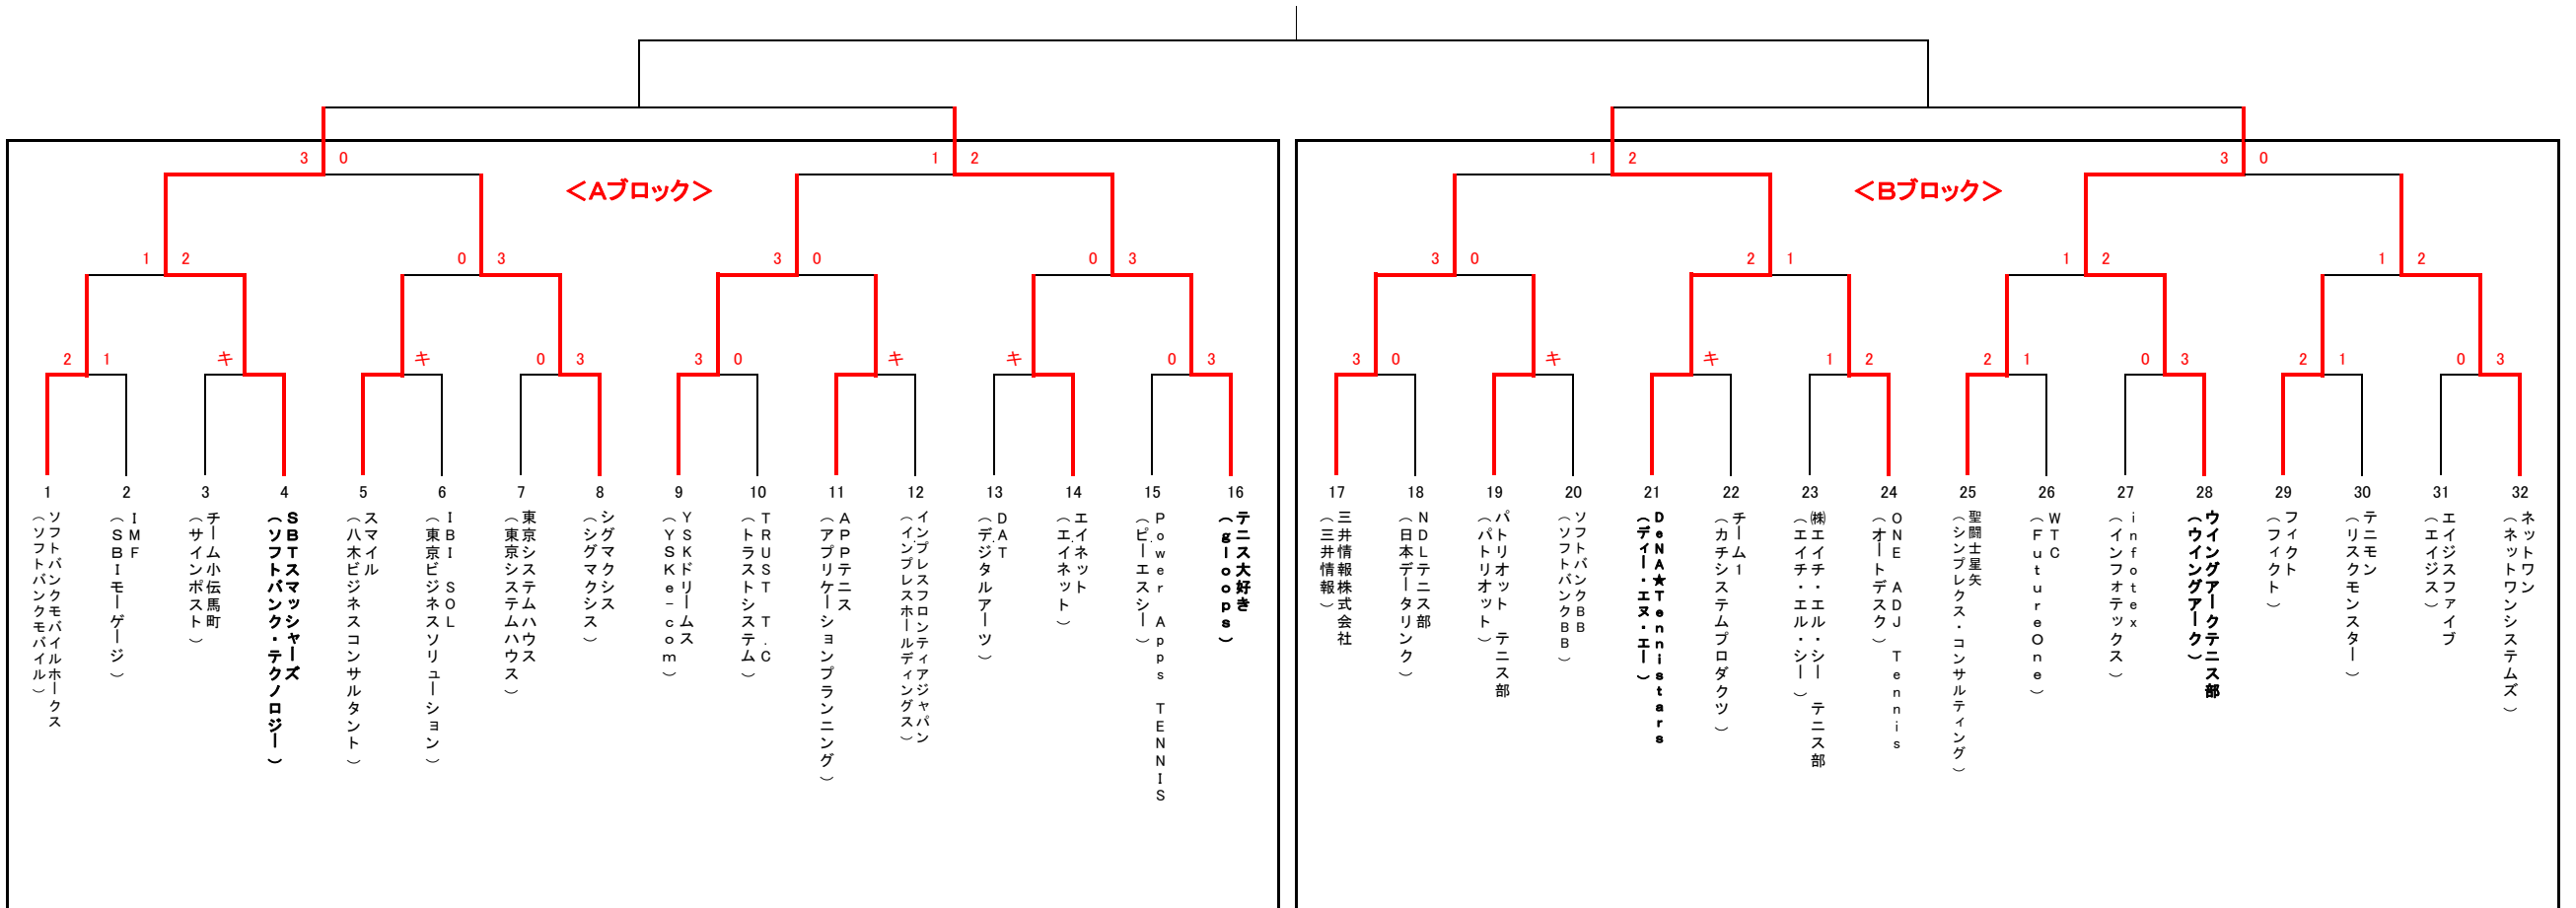 3 0
1 2
1 2
3 0
＜Aブロック＞
＜Bブロック＞
1 2
0 3
3 0
0 3
3 0
2 1
1 2
1 2
2 1
キ
キ
0 3
3 0
キ
キ
0 3
3 0
キ
キ
1 2
2 1
0 3
2 1
0 3
1
ソフトバンクモバイルホークス
（ソフトバンクモバイル）
2
IMF
（SBIモーゲージ）
3
チーム小伝馬町
（サインポスト）
4
SBTスマッシャーズ
（ソフトバンク・テクノロジー）
5
スマイル
（八木ビジネスコンサルタント）
6
IBI SOL
（東京ビジネスソリューション）
7
東京システムハウス
（東京システムハウス）
8
シグマクシス
（シグマクシス）
9
YSKドリームス
（YSKe-com）
10
TRUST T.C
（トラストシステム）
11
APPテニス
（アプリケーションプランニング）
12
インプレスフロンティアジャパン
（インプレスホールディングス）
13
DAT
（デジタルアーツ）
14
エイネット
（エイネット）
15
Power Apps TENNIS
（ピーエスシー）
16
テニス大好き
（gloops）
17
三井情報株式会社
（三井情報）
18
NDLテニス部
（日本データリンク）
19
パトリオット テニス部
（パトリオット）
20
ソフトバンクBB
（ソフトバンクBB）
21
DeNA★Tennistars
（ディー・エヌ・エー）
22
チーム1
（カチシステムプロダクツ）
23
㈱エイチ・エル・シー テニス部
（エイチ・エル・シー）
24
ONE ADJ Tennis
（オートデスク）
25
聖闘士星矢
（シンプレクス・コンサルティング）
26
WTC
（FutureOne）
27
infotex
（インフォテックス）
28
ウイングアークテニス部
（ウイングアーク）
29
フィクト
（フィクト）
30
テニモン
（リスクモンスター）
31
エイジスファイブ
（エイジス）
32
ネットワン
（ネットワンシステムズ）